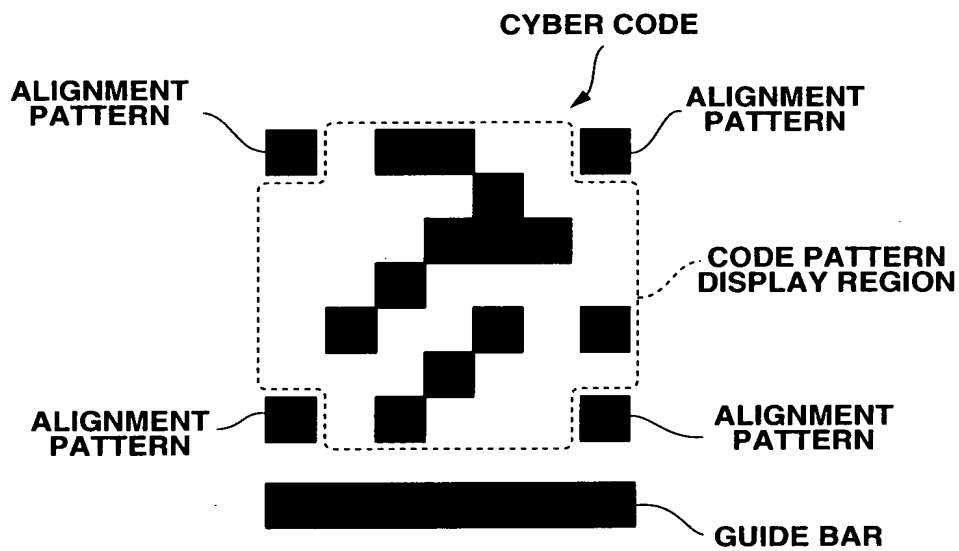 CYBER CODE
ALIGNMENT
PATTERN
ALIGNMENT
PATTERN
CODE PATTERN
DISPLAY REGION
ALIGNMENT
PATTERN
ALIGNMENT
PATTERN
GUIDE BAR